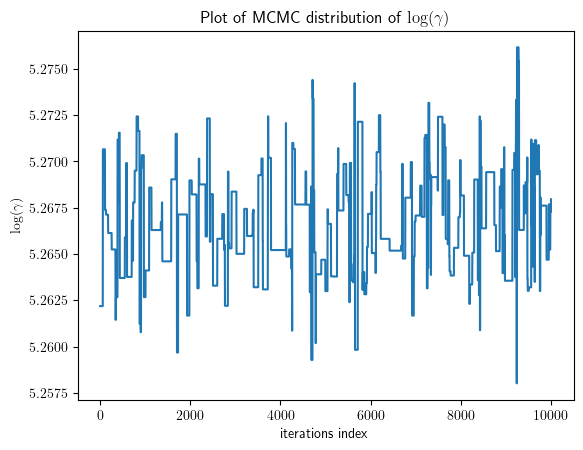 Plot of MCMC distribution of log(γ)
5.2750
5.2725
5.2700
5.2675
5.2650
5.2625
5.2600
5.2575
log(γ)
0 2000 4000 6000 8000 10000
iterations index